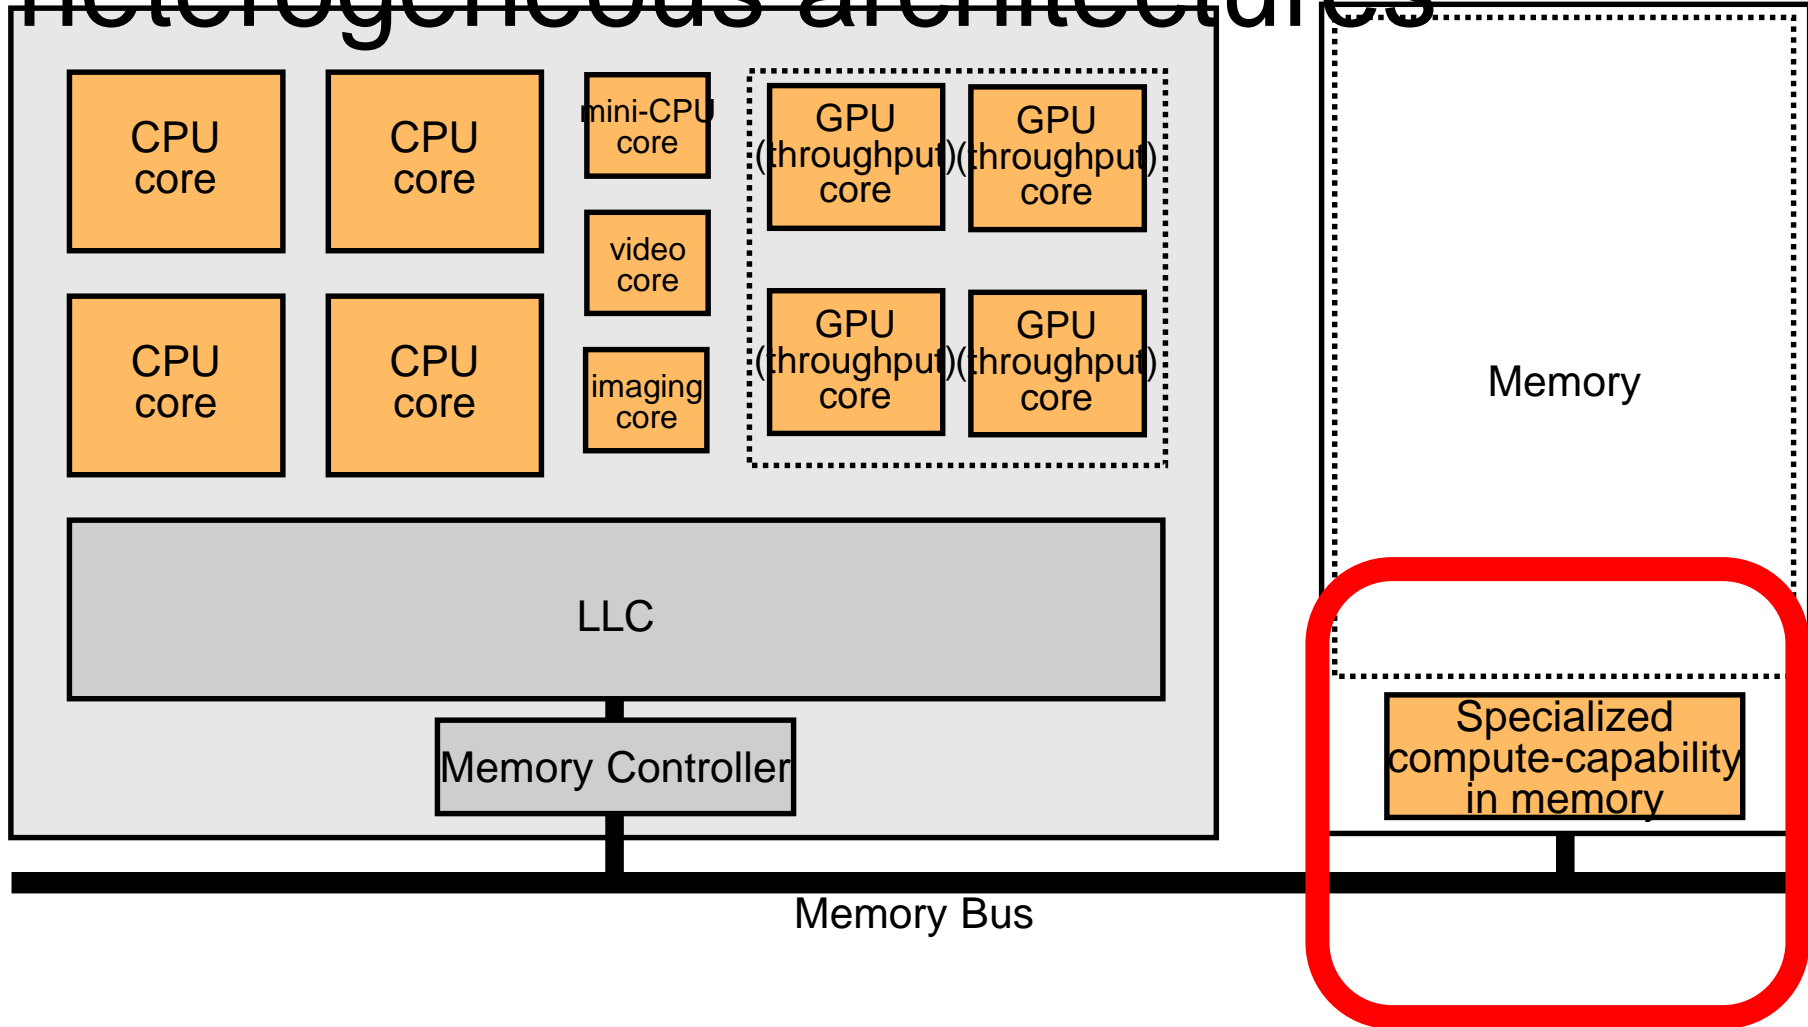 heterogeneous architectures
CPU
core
CPU
core
mini-CPU
core
GPU
(throughput)
core
GPU
(throughput)
core
video
core
CPU
core
CPU
core
imaging
core
GPU
(throughput)
core
GPU
(throughput)
core
Memory
LLC
Memory Controller
Specialized
compute-capability
in memory
Memory Bus